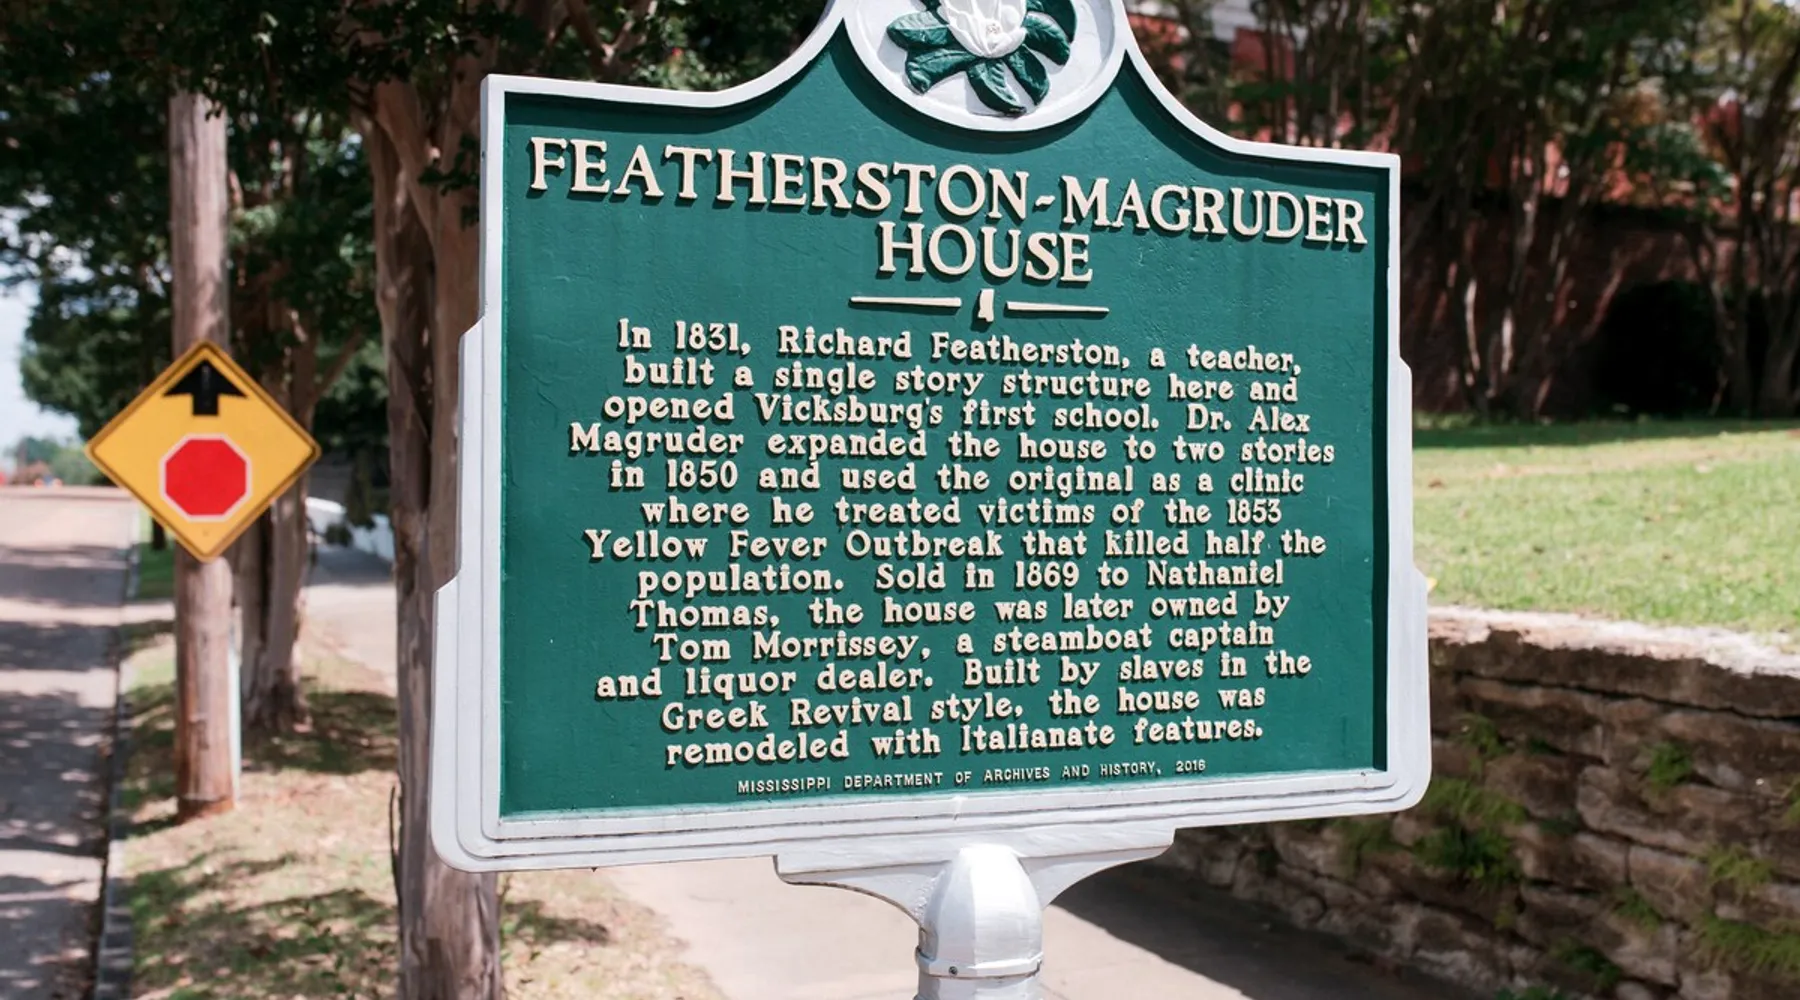 FEATHERSTON-MAGRUDER
HOUSE
In 1831, Richard Featherston, a teacher,
built a single story structure here and
opened Vicksburg's first school. Dr. Alex
Magruder expanded the house to two stories
in 1850 and used the original as a clinic
where he treated victims of the 1853
Yellow Fever Outbreak that killed half the
population. Sold in 1869 to Nathaniel
Thomas, the house was later owned by
Tom Morrissey, a steamboat captain
and liquor dealer. Built by slaves in the
Greek Revival style, the house was
remodeled with Italianate features.
MISSISSIPPI DEPARTMENT OF ARCHIVES AND HISTORY, 2016